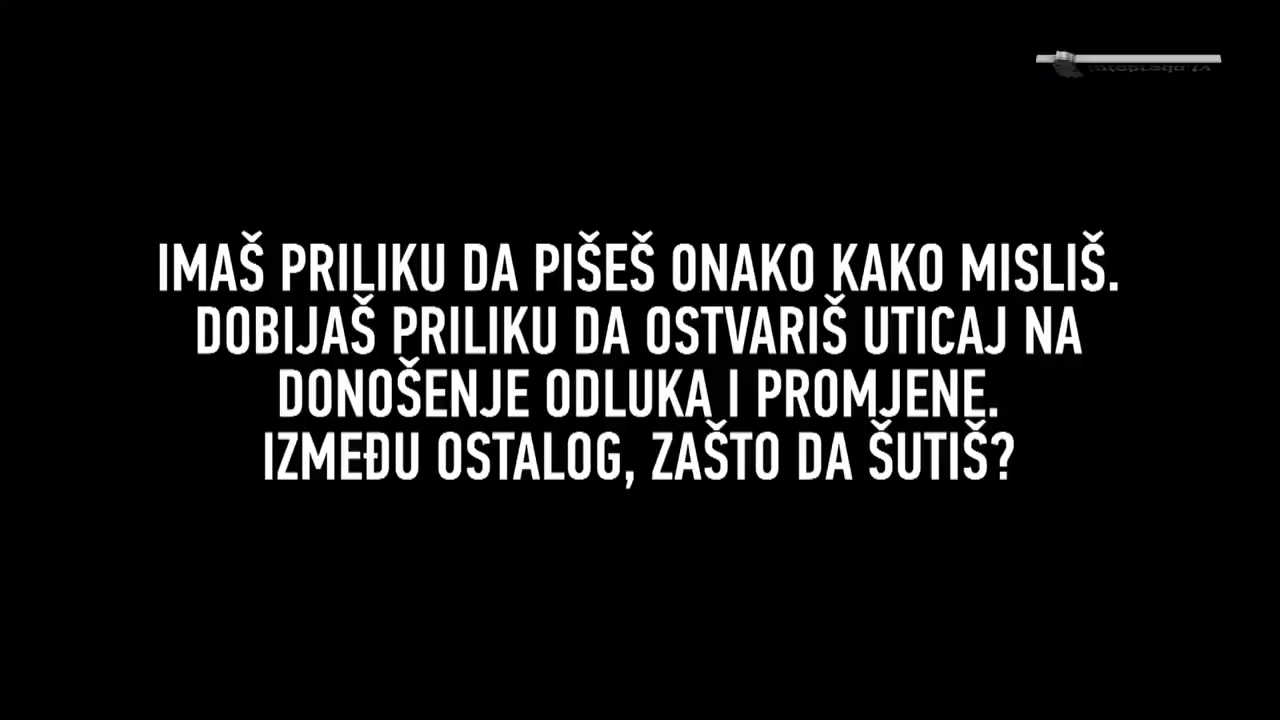 IMAŠ PRILIKU DA PIŠEŠ ONAKO KAKO MISLIŠ.
DOBIJAŠ PRILIKU DA OSTVARIŠ UTICAJ NA
DONOŠENJE ODLUKA I PROMJENE.
IZMEĐU OSTALOG, ZAŠTO DA ŠUTIŠ?